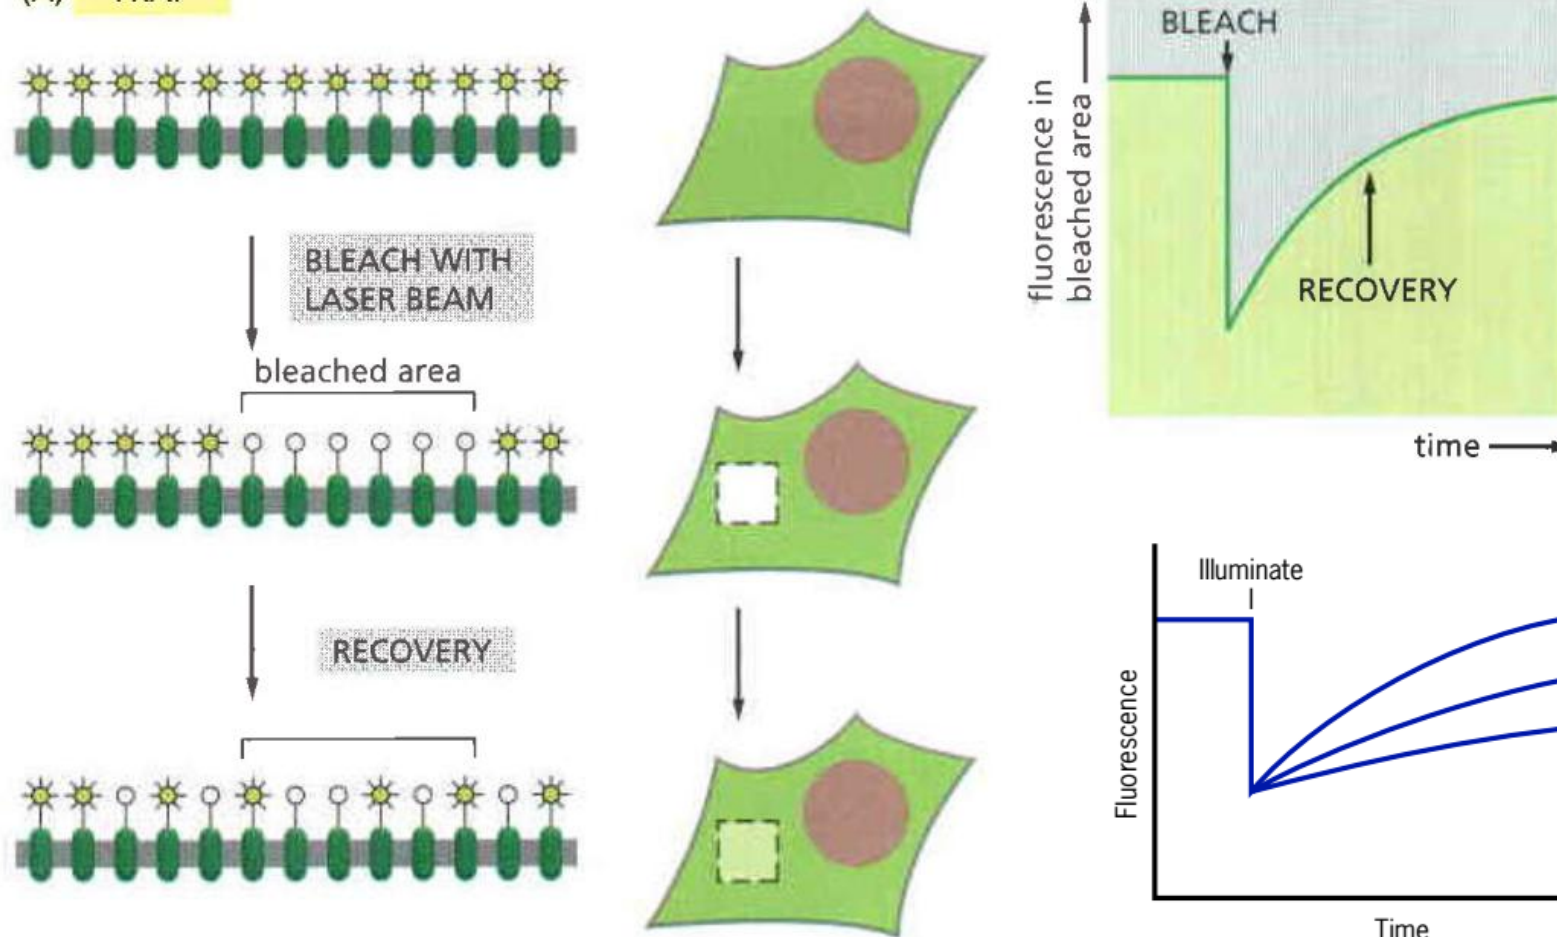 BLEACH WITH
LASER BEAM
bleached area
RECOVERY
BLEACH
fluorescence in
bleached area
RECOVERY
time
Illuminate
Fluorescence
Time